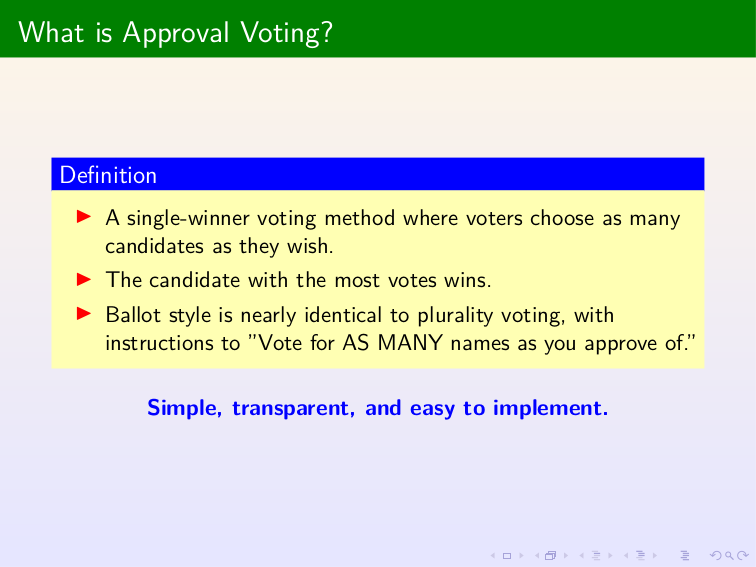 What is Approval Voting?
Definition
A single-winner voting method where voters choose as many
candidates as they wish.
The candidate with the most votes wins.
Ballot style is nearly identical to plurality voting, with
instructions to ”Vote for AS MANY names as you approve of.”
Simple, transparent, and easy to implement.